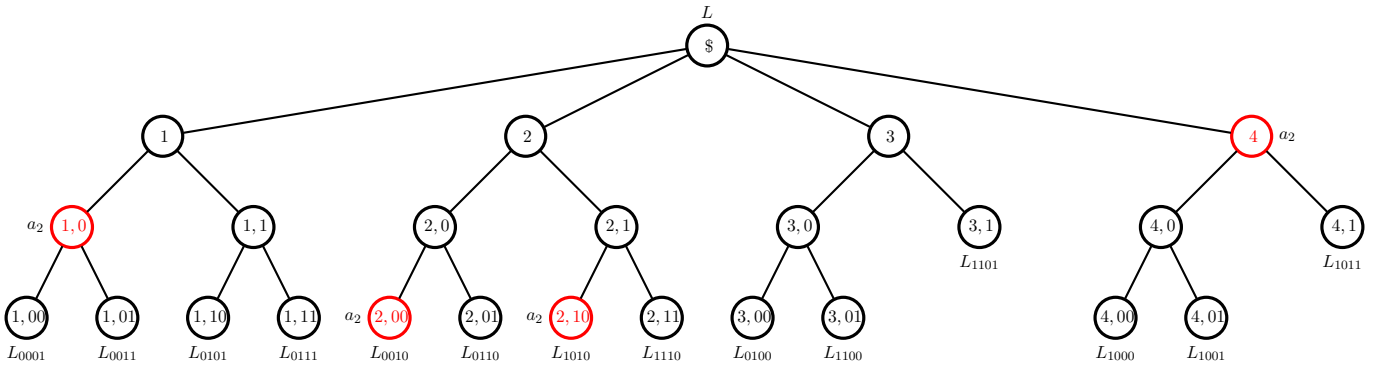 L
$
1 2 3 4 a₂
a₂ 1,0 1,1 2,0 2,1 3,0 3,1 4,0 4,1
L₁₁₀₁ L₁₀₁₁
1,00 1,01 1,10 1,11 a₂ 2,00 2,01 a₂ 2,10 2,11 3,00 3,01 4,00 4,01
L₀₀₀₁ L₀₀₁₁ L₀₁₀₁ L₀₁₁₁ L₀₀₁₀ L₀₁₁₀ L₁₀₁₀ L₁₁₁₀ L₀₁₀₀ L₁₁₀₀ L₁₀₀₀ L₁₀₀₁